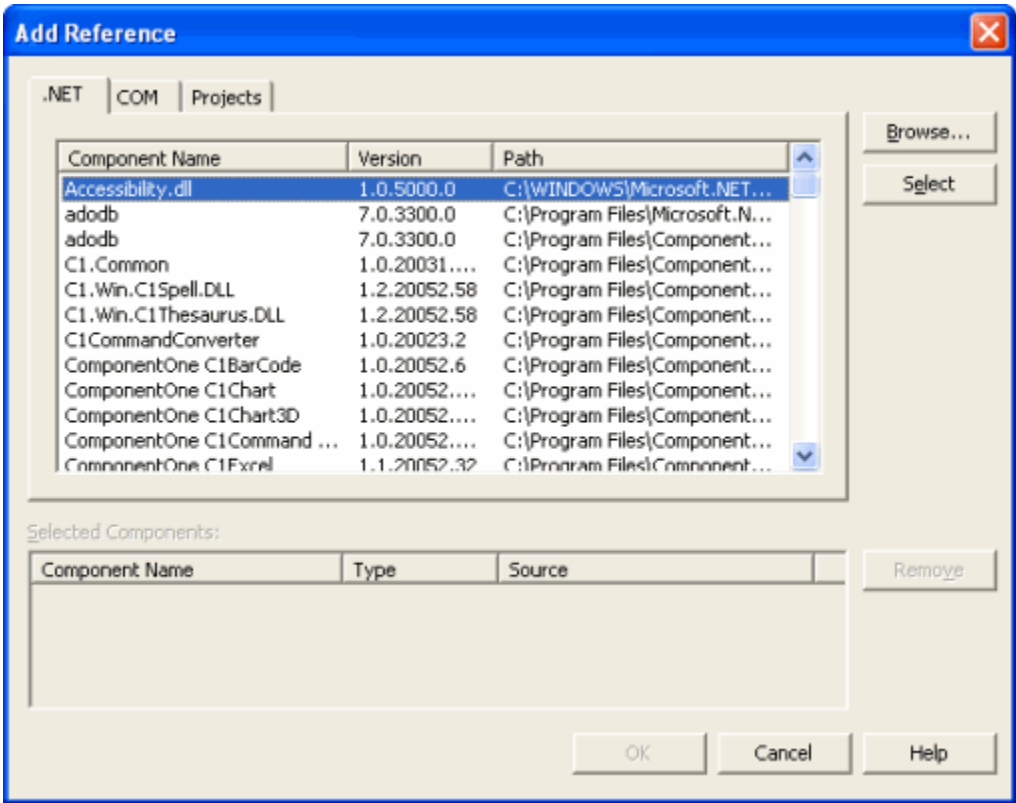 Add Reference
.NET COM Projects
Browse...
Select
Component Name Version Path
Accessibility.dll 1.0.5000.0 C:\WINDOWS\Microsoft.NET...
adodb 7.0.3300.0 C:\Program Files\Microsoft.N...
adodb 7.0.3300.0 C:\Program Files\Component...
C1.Common 1.0.20031.... C:\Program Files\Component...
C1.Win.C1Spell.DLL 1.2.20052.58 C:\Program Files\Component...
C1.Win.C1Thesaurus.DLL 1.2.20052.58 C:\Program Files\Component...
C1CommandConverter 1.0.20023.2 C:\Program Files\Component...
ComponentOne C1BarCode 1.0.20052.6 C:\Program Files\Component...
ComponentOne C1Chart 1.0.20052.... C:\Program Files\Component...
ComponentOne C1Chart3D 1.0.20052.... C:\Program Files\Component...
ComponentOne C1Command ... 1.0.20052.... C:\Program Files\Component...
ComponentOne C1Excel 1.1.20052.32 C:\Program Files\Component...
Selected Components:
Component Name Type Source
Remove
OK Cancel Help